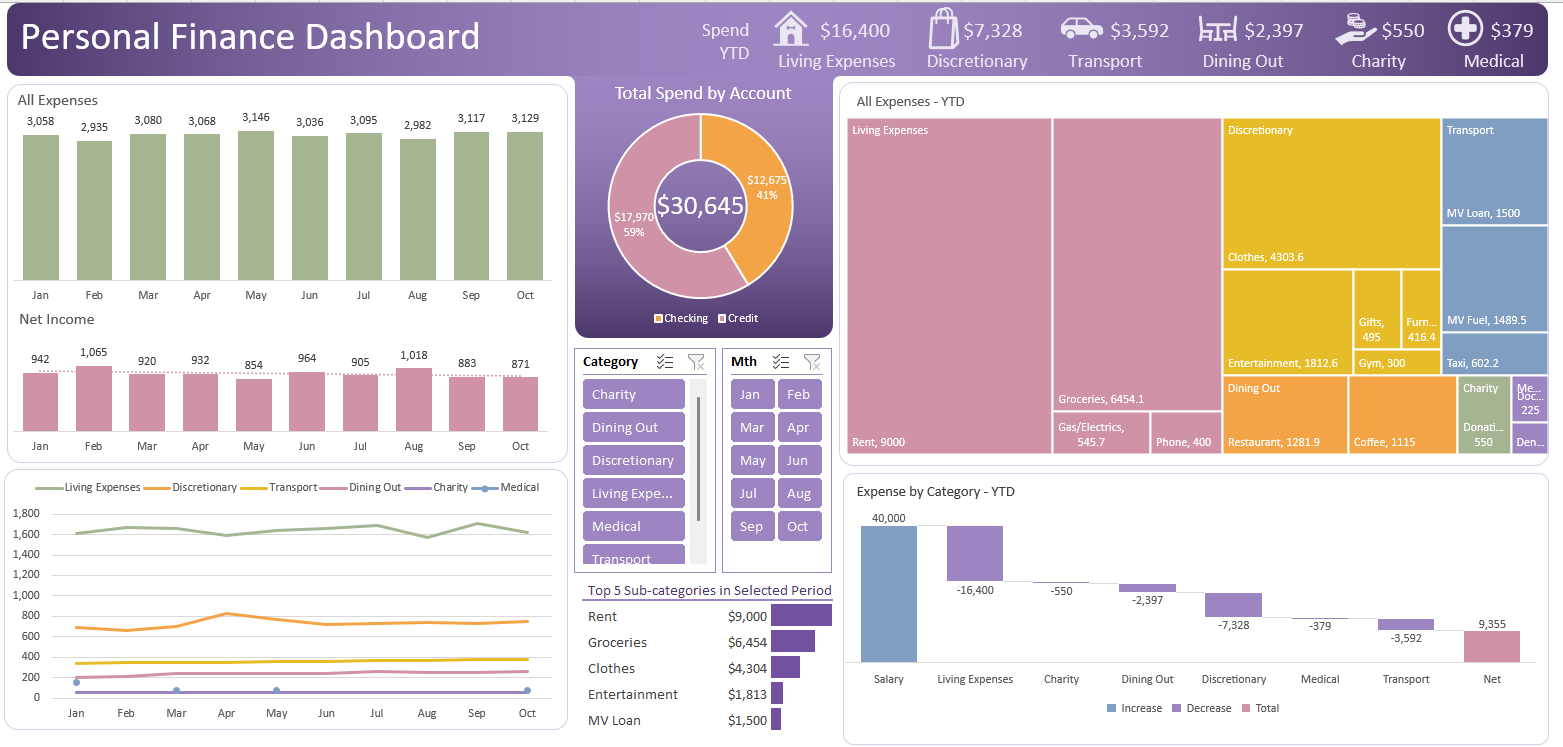 Personal Finance Dashboard
Spend
YTD
$16,400
Living Expenses
$7,328
Discretionary
$3,592
Transport
$2,397
Dining Out
$550
Charity
$379
Medical
All Expenses
3,058 2,935 3,080 3,068 3,146 3,036 3,095 2,982 3,117 3,129
Jan Feb Mar Apr May Jun Jul Aug Sep Oct
Net Income
942 1,065 920 932 854 964 905 1,018 883 871
Jan Feb Mar Apr May Jun Jul Aug Sep Oct
Living Expenses Discretionary Transport Dining Out Charity Medical
1,800
1,600
1,400
1,200
1,000
800
600
400
200
0
Jan Feb Mar Apr May Jun Jul Aug Sep Oct
Total Spend by Account
$12,675
41%
$30,645
$17,970
59%
Checking Credit
Category
Charity
Dining Out
Discretionary
Living Expe...
Medical
Transport
Mth
Jan Feb
Mar Apr
May Jun
Jul Aug
Sep Oct
Top 5 Sub-categories in Selected Period
Rent $9,000
Groceries $6,454
Clothes $4,304
Entertainment $1,813
MV Loan $1,500
All Expenses - YTD
Living Expenses
Rent, 9000
Groceries, 6454.1
Gas/Electrics,
545.7
Phone, 400
Discretionary
Clothes, 4303.6
Entertainment, 1812.6
Gifts,
495
Furn...
416.4
Gym, 300
Transport
MV Loan, 1500
MV Fuel, 1489.5
Taxi, 602.2
Dining Out
Restaurant, 1281.9
Coffee, 1115
Charity
Donati...
550
Me...
Doc...
225
Den...
Expense by Category - YTD
40,000
-16,400
-550
-2,397
-7,328
-379
-3,592
9,355
Salary Living Expenses Charity Dining Out Discretionary Medical Transport Net
Increase Decrease Total